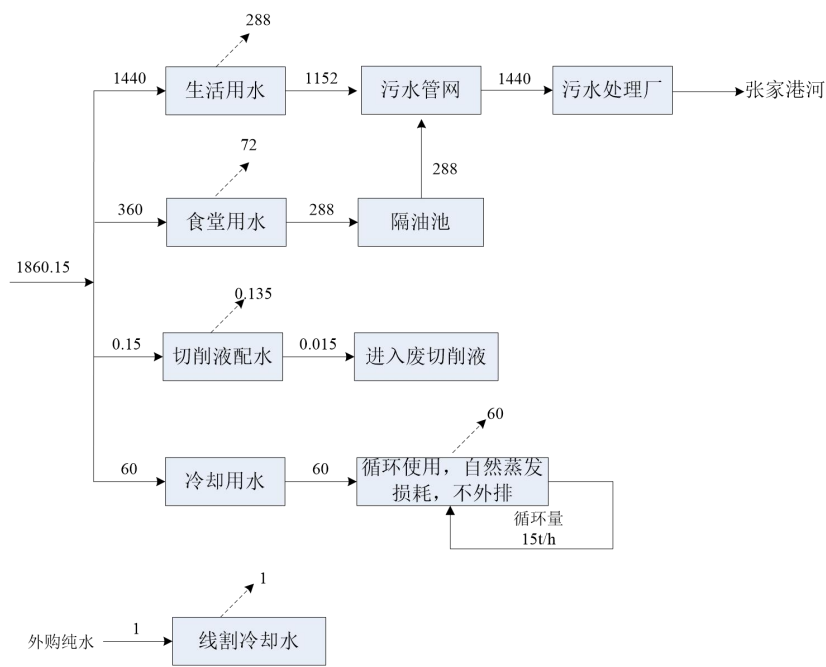 288
1440
生活用水
1152
污水管网
1440
污水处理厂
张家港河
72
288
360
食堂用水
288
隔油池
1860.15
0.135
0.15
切削液配水
0.015
进入废切削液
60
60
冷却用水
60
循环使用，自然蒸发
损耗，不外排
循环量
15t/h
1
外购纯水
1
线割冷却水